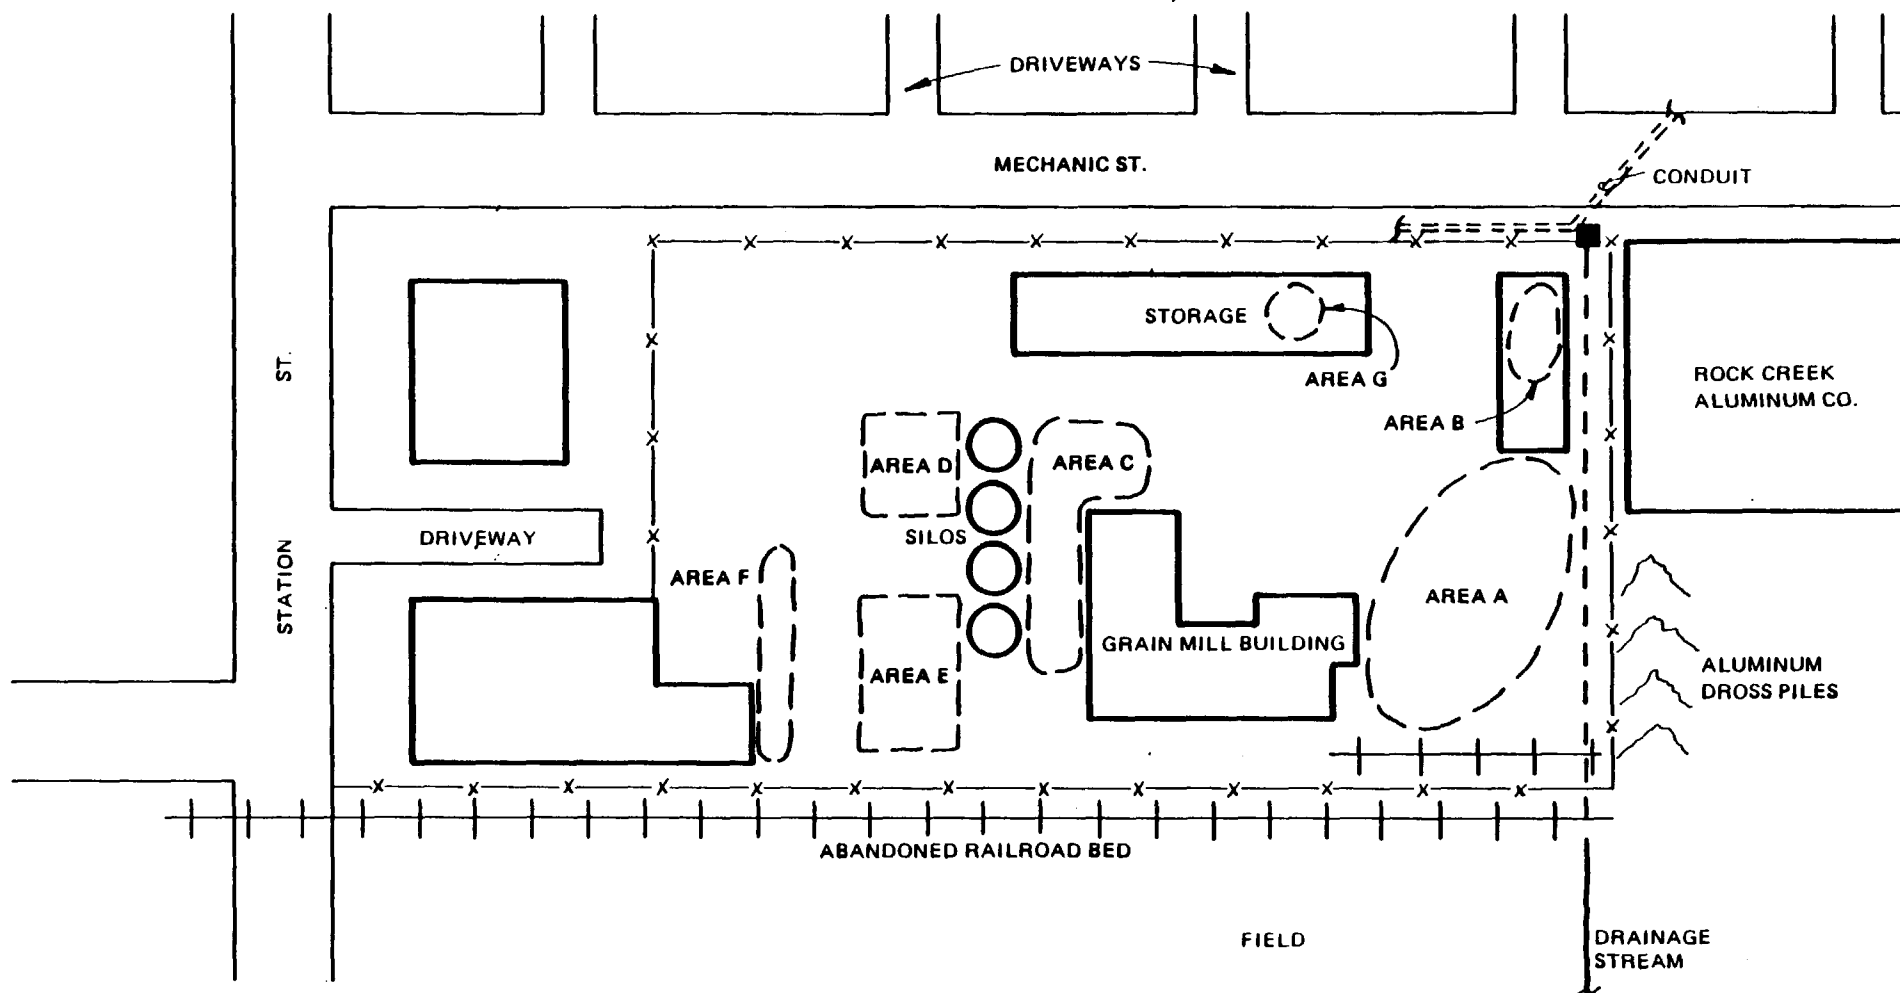 DRIVEWAYS
MECHANIC ST.
CONDUIT
STORAGE
AREA G
ROCK CREEK
ALUMINUM CO.
AREA B
STATION ST.
AREA D
AREA C
SILOS
DRIVEWAY
AREA F
AREA A
GRAIN MILL BUILDING
AREA E
ALUMINUM
DROSS PILES
ABANDONED RAILROAD BED
FIELD
DRAINAGE
STREAM